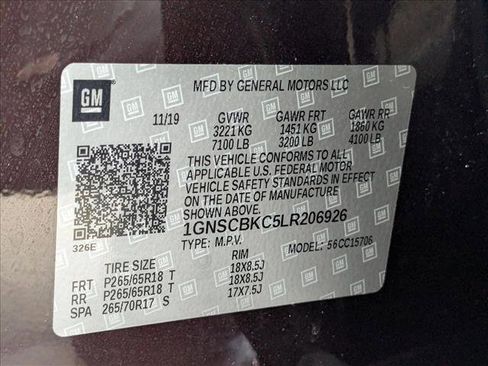 GM
MFD BY GENERAL MOTORS LLC
11/19 GVWR GAWR FRT GAWR RR
3221 KG 1451 KG 1860 KG
7100 LB 3200 LB 4100 LB
THIS VEHICLE CONFORMS TO ALL
APPLICABLE U.S. FEDERAL MOTOR
VEHICLE SAFETY STANDARDS IN EFFECT
ON THE DATE OF MANUFACTURE
SHOWN ABOVE.
1GNSCBKC5LR206926
326E TYPE: M.P.V. 56CC15706
TIRE SIZE RIM
FRT P265/65R18 T 18X8.5J
RR P265/65R18 T 18X8.5J
SPA 265/70R17 S 17X7.5J